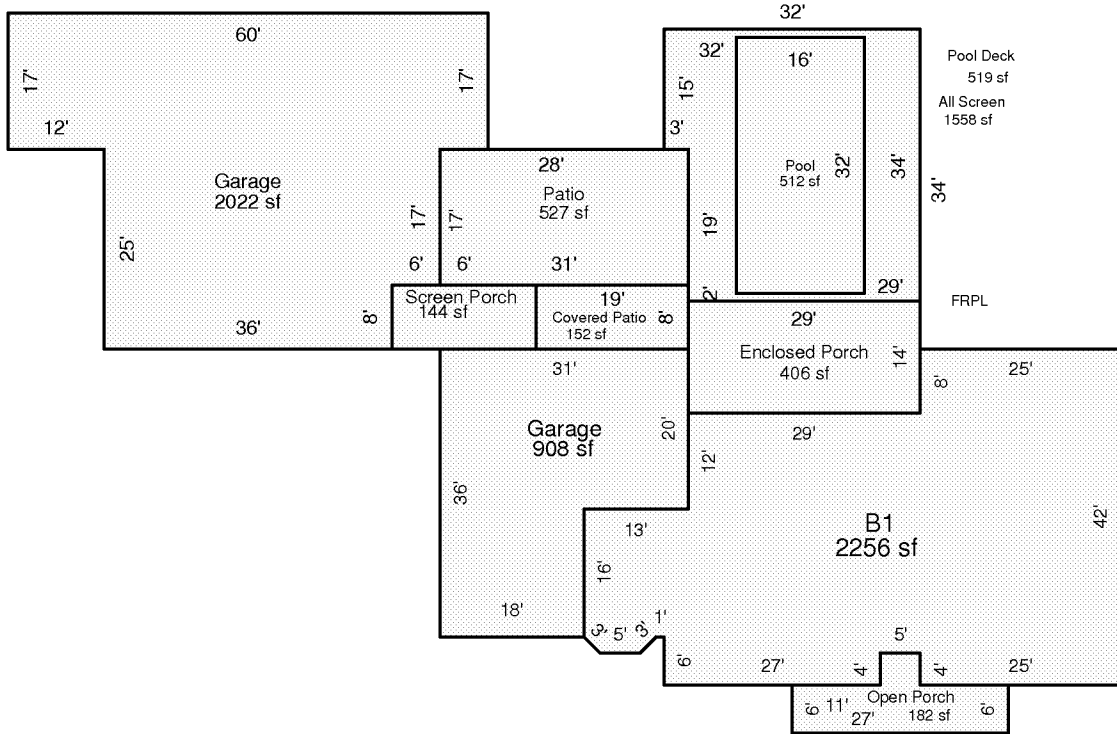 32'
60'
32'
Pool Deck
16'
519 sf
17'
17'
15'
All Screen
1558 sf
12'
3'
28'
Garage
2022 sf
Patio
527 sf
Pool
512 sf
32'
34'
34'
17'
17'
19'
25'
6'
6'
31'
2'
29'
Screen Porch
144 sf
19'
FRPL
36'
8'
Covered Patio
152 sf
8'
29'
Enclosed Porch
406 sf
14'
31'
8'
25'
Garage
908 sf
20'
29'
12'
36'
13'
B1
2256 sf
42'
16'
18'
3'
5'
3'
1'
5'
6'
27'
4'
4'
25'
Open Porch
182 sf
6'
11'
27'
6'